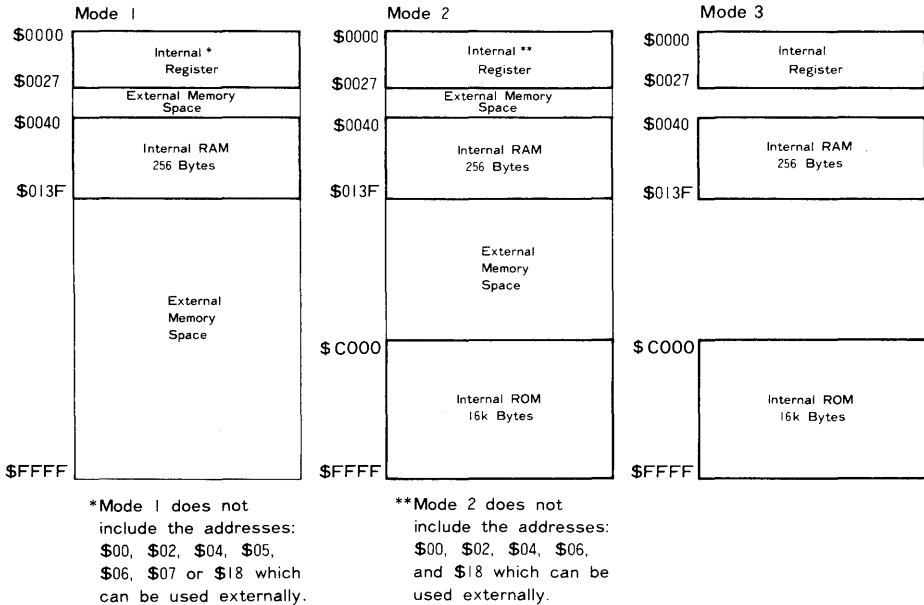 Mode 1
$0000
Internal *
Register
$0027
External Memory
Space
$0040
Internal RAM
256 Bytes
$013F
External
Memory
Space
$FFFF
*Mode 1 does not
include the addresses:
$00, $02, $04, $05,
$06, $07 or $18 which
can be used externally.
Mode 2
$0000
Internal **
Register
$0027
External Memory
Space
$0040
Internal RAM
256 Bytes
$013F
External
Memory
Space
$C000
Internal ROM
16k Bytes
$FFFF
**Mode 2 does not
include the addresses:
$00, $02, $04, $06,
and $18 which can be
used externally.
Mode 3
$0000
Internal
Register
$0027
$0040
Internal RAM
256 Bytes
$013F
$C000
Internal ROM
16k Bytes
$FFFF